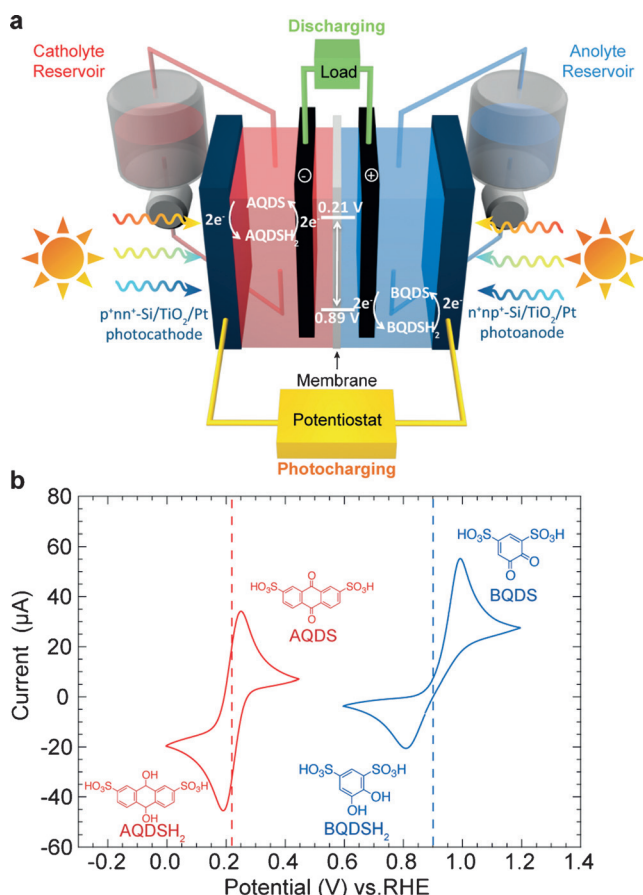 a
Discharging
Load
Catholyte
Reservoir
Anolyte
Reservoir
-
+
2e⁻
AQDS
AQDSH₂
2e⁻
0.21 V
0.89 V
2e⁻
BQDS
BQDSH₂
2e⁻
p⁺nn⁺-Si/TiO₂/Pt
photocathode
n⁺np⁺-Si/TiO₂/Pt
photoanode
Membrane
Potentiostat
Photocharging
b
80
60
40
20
0
-20
-40
-60
Current (μA)
HO₃S
SO₃H
O
O
AQDS
HO₃S
SO₃H
OH
OH
AQDSH₂
HO₃S
SO₃H
O
O
BQDS
HO₃S
SO₃H
OH
OH
BQDSH₂
-0.2 0.0 0.2 0.4 0.6 0.8 1.0 1.2 1.4
Potential (V) vs.RHE